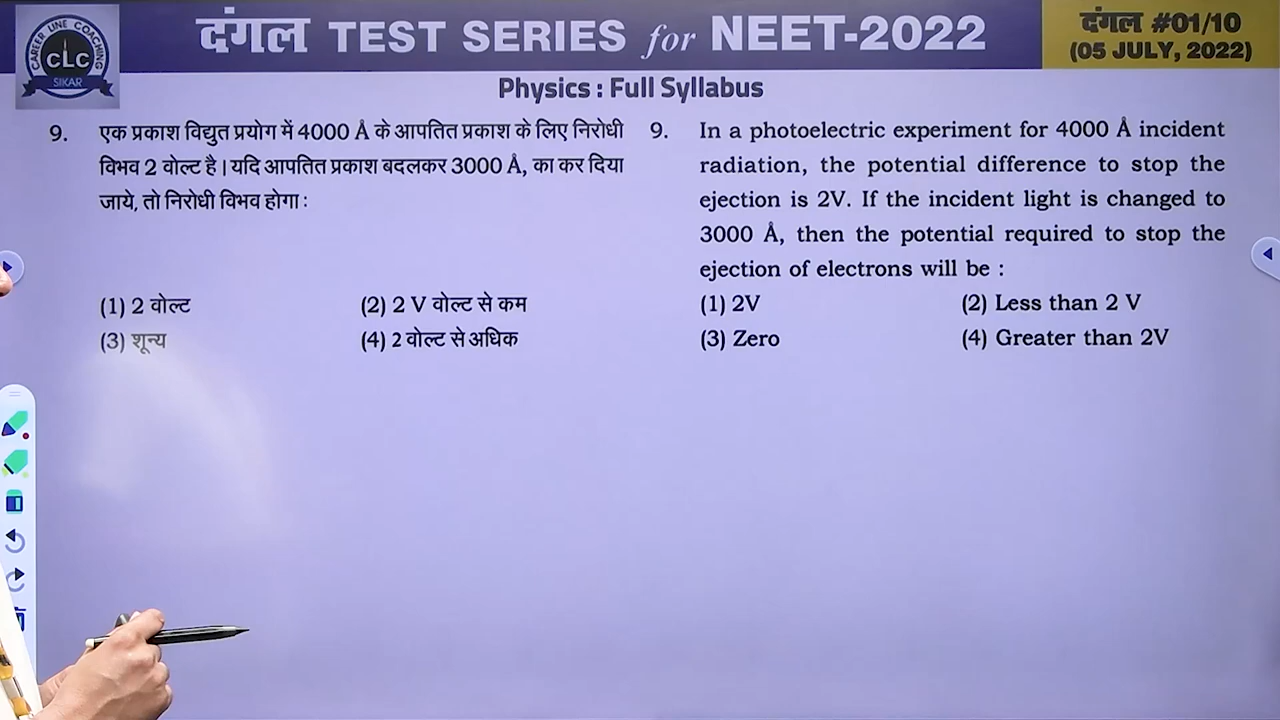 CAREER LINE COACHING
CLC
SIKAR
दंगल TEST SERIES for NEET-2022
दंगल #01/10
(05 JULY, 2022)
Physics : Full Syllabus
9. एक प्रकाश विद्युत प्रयोग में 4000 Å के आपतित प्रकाश के लिए निरोधी
विभव 2 वोल्ट है । यदि आपतित प्रकाश बदलकर 3000 Å, का कर दिया
जाये, तो निरोधी विभव होगा :
(1) 2 वोल्ट (2) 2 V वोल्ट से कम
(3) शून्य (4) 2 वोल्ट से अधिक
9. In a photoelectric experiment for 4000 Å incident
radiation, the potential difference to stop the
ejection is 2V. If the incident light is changed to
3000 Å, then the potential required to stop the
ejection of electrons will be :
(1) 2V (2) Less than 2 V
(3) Zero (4) Greater than 2V